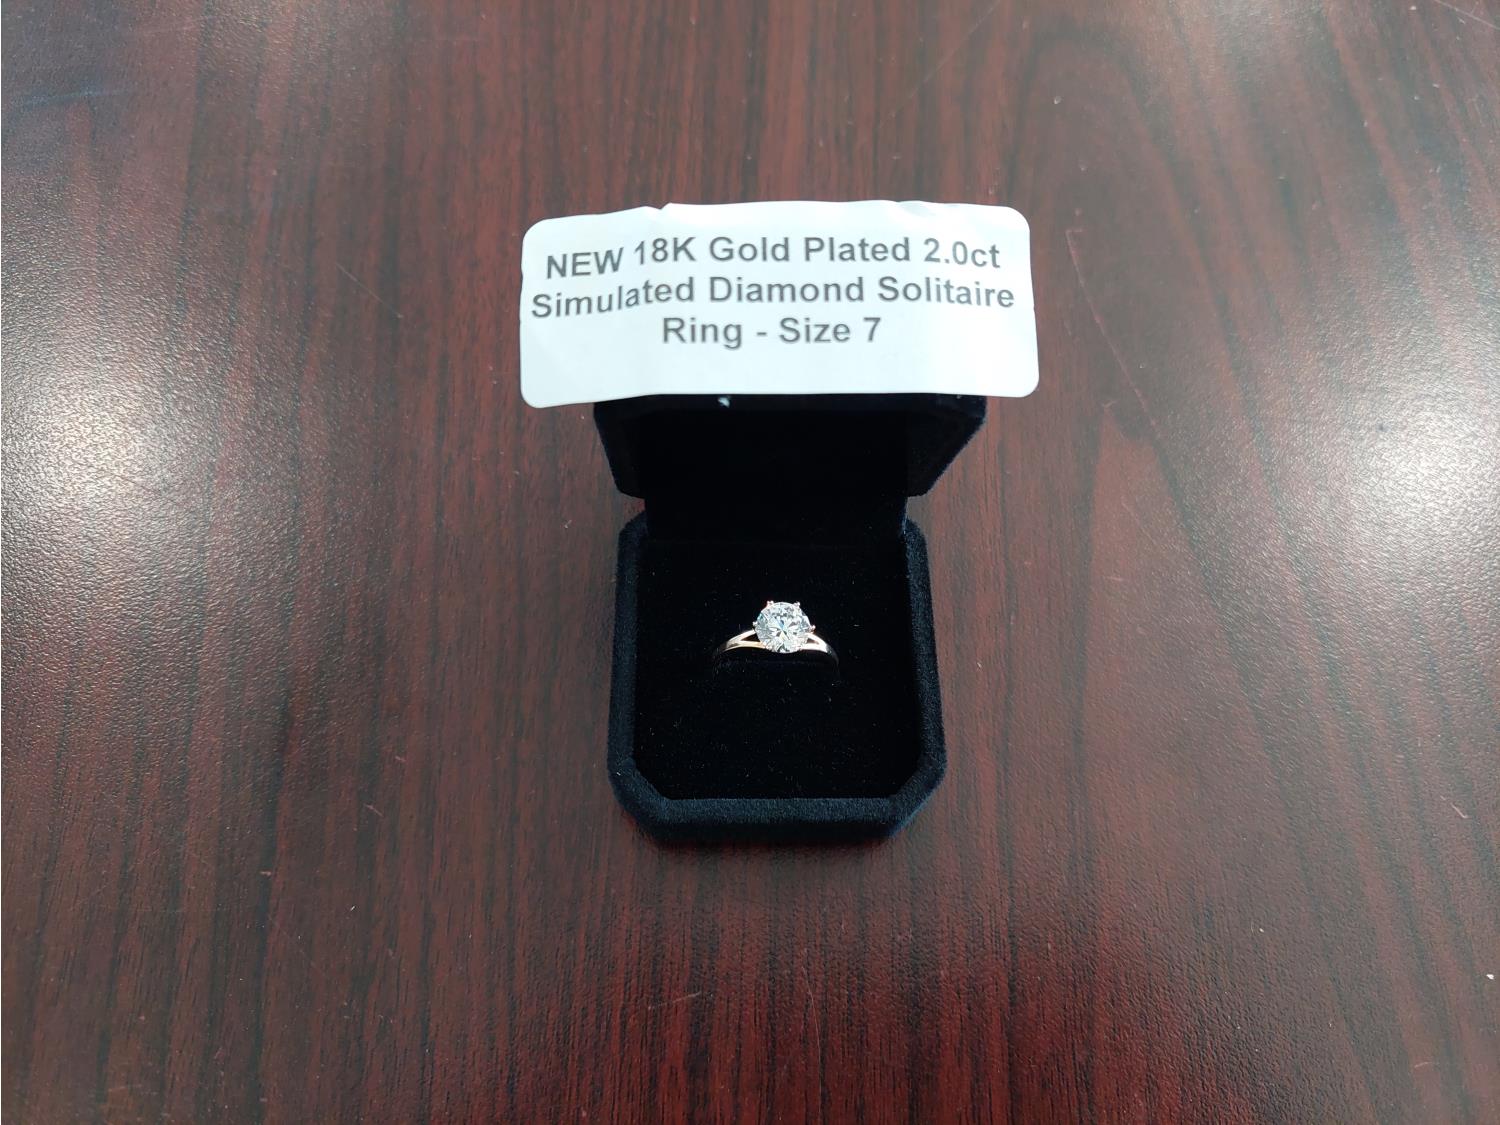 NEW 18K Gold Plated 2.0ct
Simulated Diamond Solitaire
Ring - Size 7